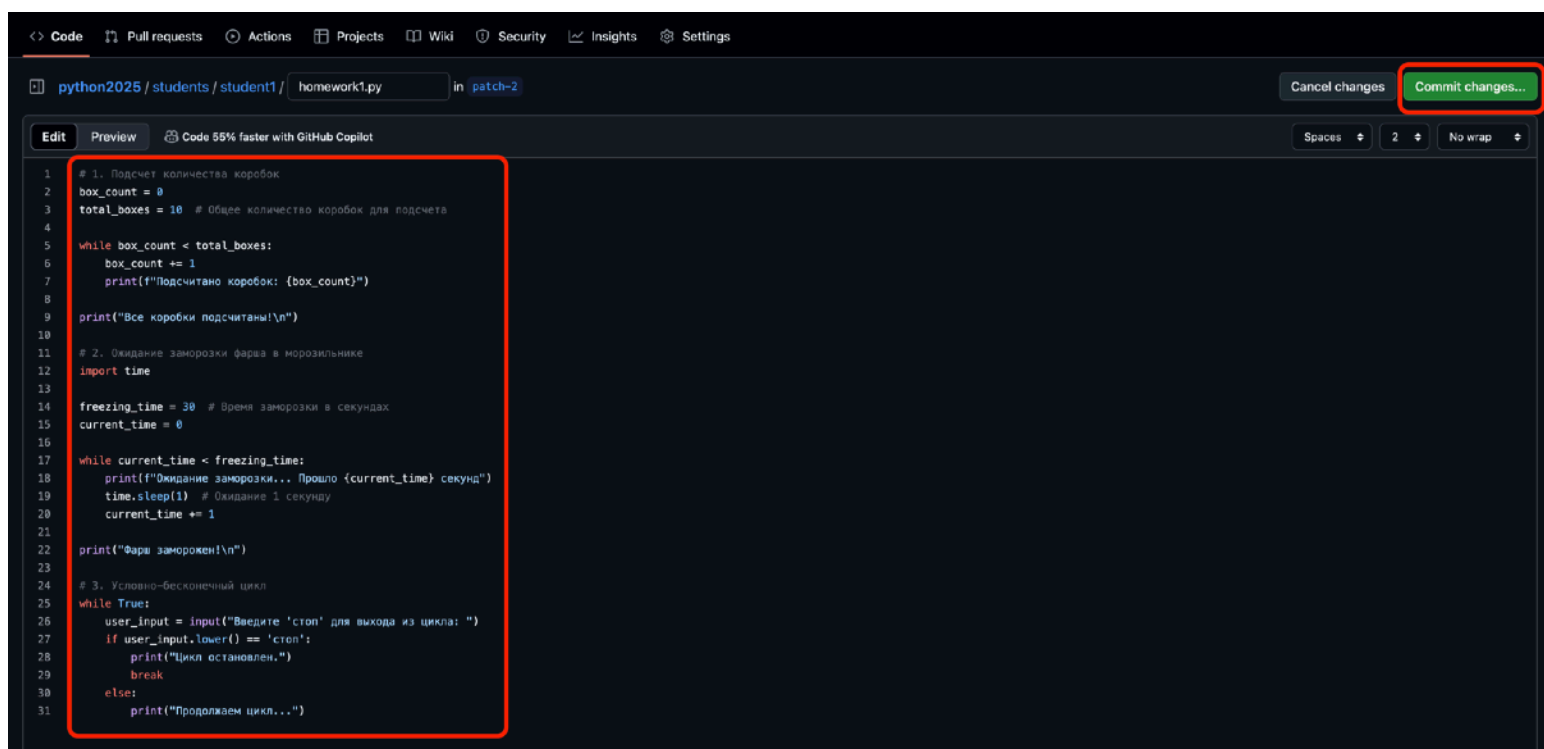 <> Code Pull requests Actions Projects Wiki Security Insights Settings
python2025 / students / student1 / homework1.py in patch-2 Cancel changes Commit changes...
Edit Preview Code 55% faster with GitHub Copilot Spaces 2 No wrap
1 # 1. Подсчет количества коробок
2 box_count = 0
3 total_boxes = 10 # Общее количество коробок для подсчета
4
5 while box_count < total_boxes:
6 box_count += 1
7 print(f"Подсчитано коробок: {box_count}")
8
9 print("Все коробки подсчитаны!\n")
10
11 # 2. Ожидание заморозки фарша в морозильнике
12 import time
13
14 freezing_time = 30 # Время заморозки в секундах
15 current_time = 0
16
17 while current_time < freezing_time:
18 print(f"Ожидание заморозки... Прошло {current_time} секунд")
19 time.sleep(1) # Ожидание 1 секунду
20 current_time += 1
21
22 print("Фарш заморожен!\n")
23
24 # 3. Условно-бесконечный цикл
25 while True:
26 user_input = input("Введите 'стоп' для выхода из цикла: ")
27 if user_input.lower() == 'стоп':
28 print("Цикл остановлен.")
29 break
30 else:
31 print("Продолжаем цикл...")